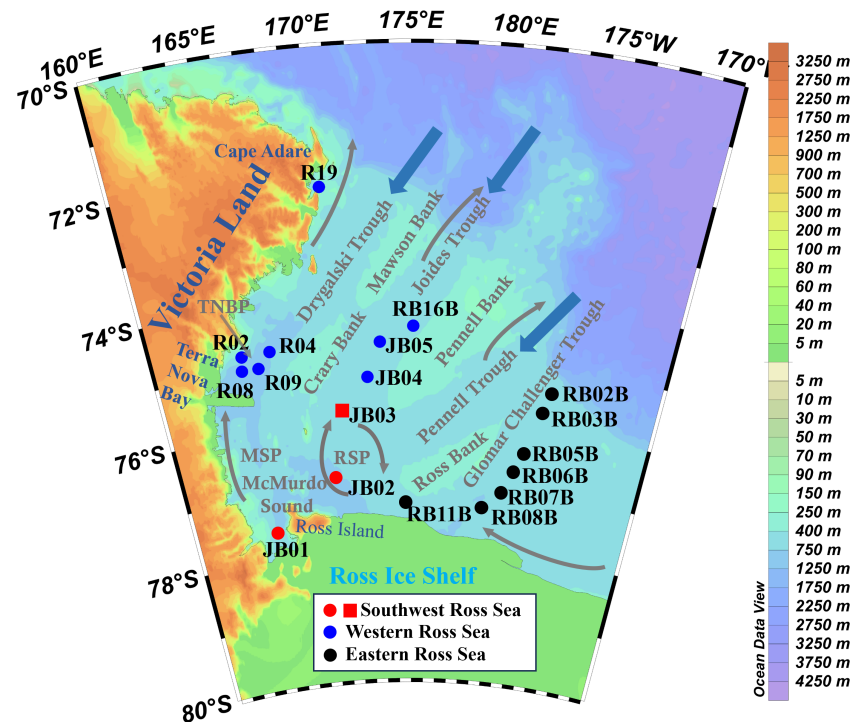 160°E
165°E
170°E
175°E
180°E
175°W
170°W
70°S
72°S
74°S
76°S
78°S
80°S
Cape Adare
R19
Victoria Land
Drygalski Trough
Mawson Bank
Joides Trough
TNBP
RB16B
Pennell Bank
R02
R04
JB05
Terra
Nova
Bay
R08
R09
Crary Bank
JB04
Pennell Trough
Glomar Challenger Trough
RB02B
JB03
RB03B
MSP
RSP
Ross Bank
RB05B
McMurdo
Sound
JB02
RB06B
RB07B
RB11B
RB08B
Ross Island
JB01
Ross Ice Shelf
Southwest Ross Sea
Western Ross Sea
Eastern Ross Sea
3250 m
2750 m
2250 m
1750 m
1250 m
900 m
700 m
500 m
300 m
200 m
100 m
80 m
60 m
40 m
20 m
5 m
5 m
10 m
30 m
50 m
70 m
90 m
150 m
250 m
400 m
750 m
1250 m
1750 m
2250 m
2750 m
3250 m
3750 m
4250 m
Ocean Data View